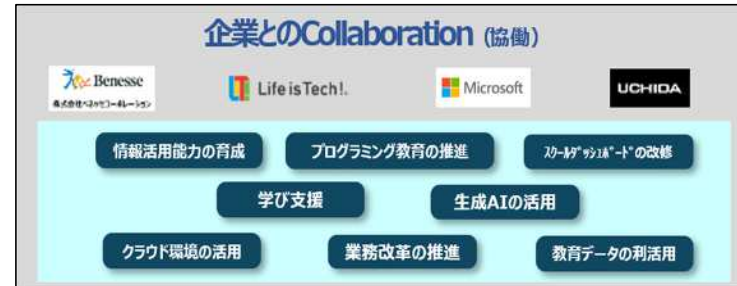 企業とのCollaboration (協働)
Benesse
株式会社ベネッセコーポレーション
Life is Tech!.
Microsoft
UCHIDA
情報活用能力の育成
プログラミング教育の推進
ｽｸｰﾙﾀﾞｯｼｭﾎﾞｰﾄﾞの改修
学び支援
生成AIの活用
クラウド環境の活用
業務改革の推進
教育データの利活用